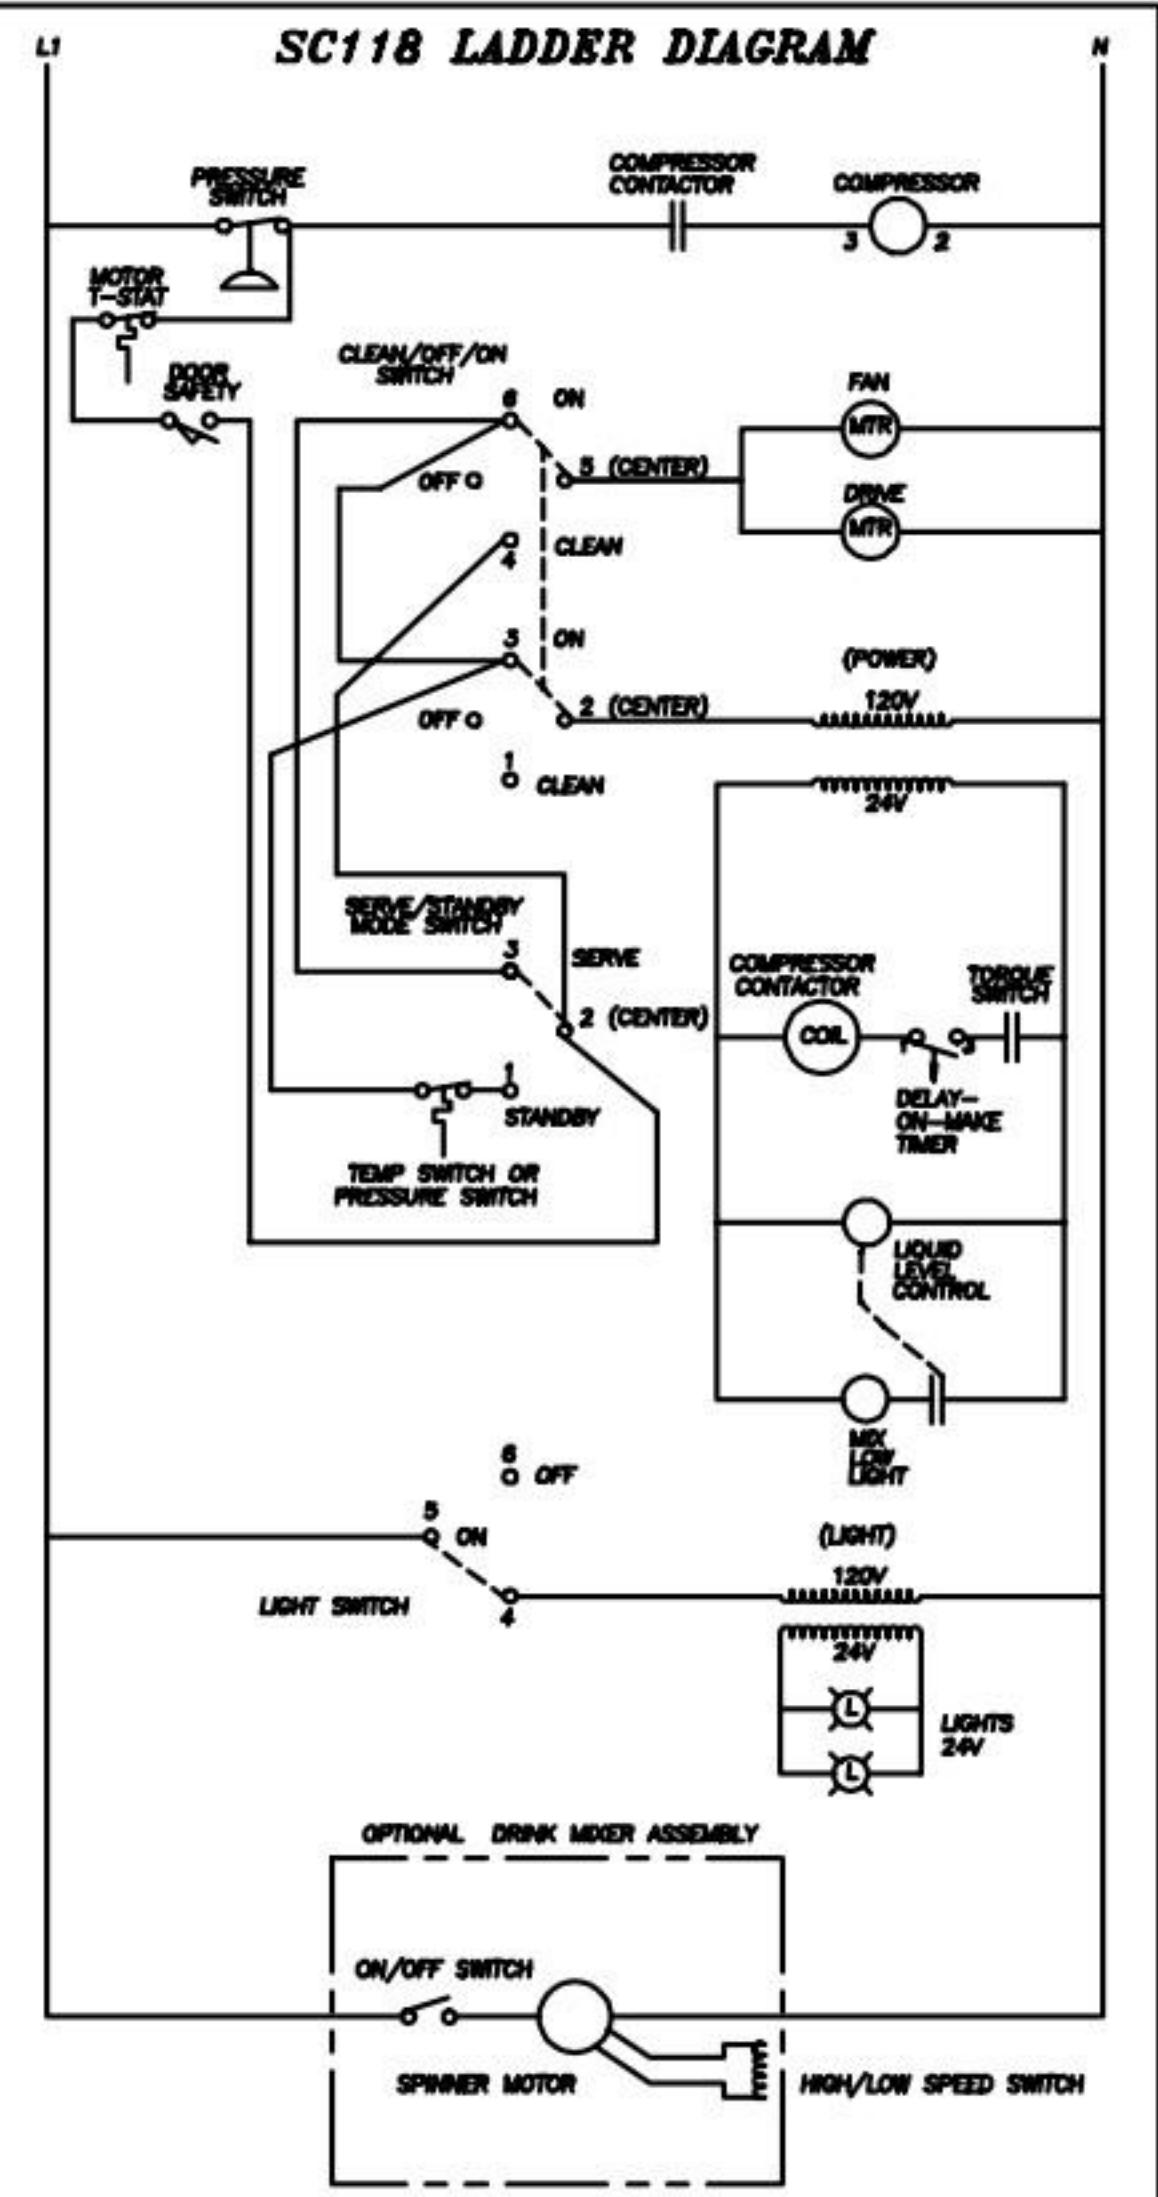 SC118 LADDER DIAGRAM
L1
N
PRESSURE
SWITCH
COMPRESSOR
CONTACTOR
COMPRESSOR
3
2
MOTOR
T-STAT
DOOR
SAFETY
CLEAN/OFF/ON
SWITCH
6
ON
FAN
MTR
OFF
5 (CENTER)
DRIVE
MTR
4
CLEAN
3
ON
(POWER)
120V
OFF
2 (CENTER)
1
CLEAN
24V
SERVE/STANDBY
MODE SWITCH
3
SERVE
2 (CENTER)
COMPRESSOR
CONTACTOR
TORQUE
SWITCH
COIL
1
3
DELAY-
ON-MAKE
TIMER
1
STANDBY
TEMP SWITCH OR
PRESSURE SWITCH
LIQUID
LEVEL
CONTROL
MIX
LOW
LIGHT
6
OFF
5
ON
(LIGHT)
120V
LIGHT SWITCH
4
24V
L
L
LIGHTS
24V
OPTIONAL DRINK MIXER ASSEMBLY
ON/OFF SWITCH
SPINNER MOTOR
HIGH/LOW SPEED SWITCH